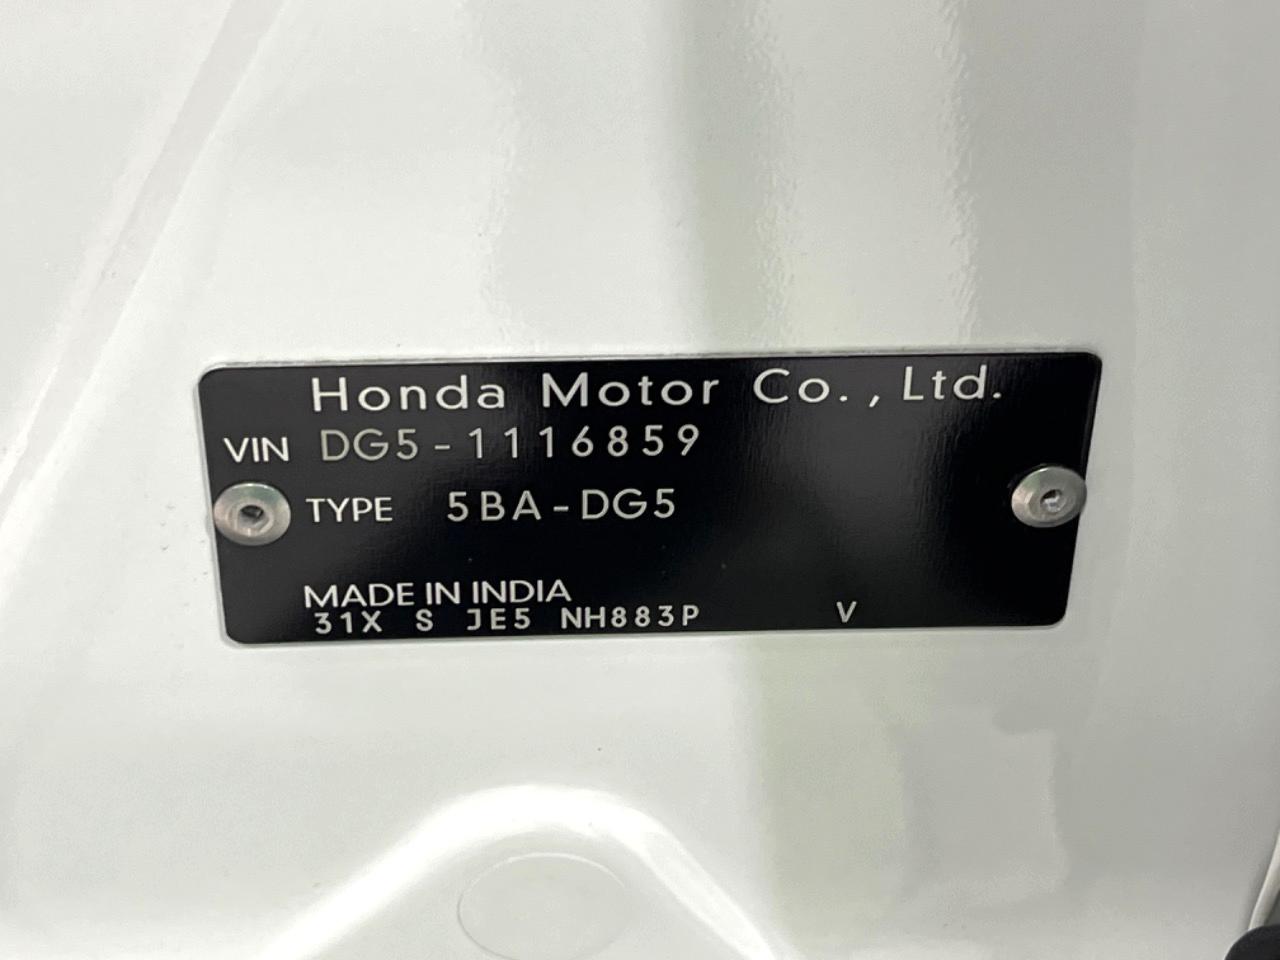 Honda Motor Co., Ltd.
VIN DG5-1116859
TYPE 5BA-DG5
MADE IN INDIA
31X S JE5 NH883P V